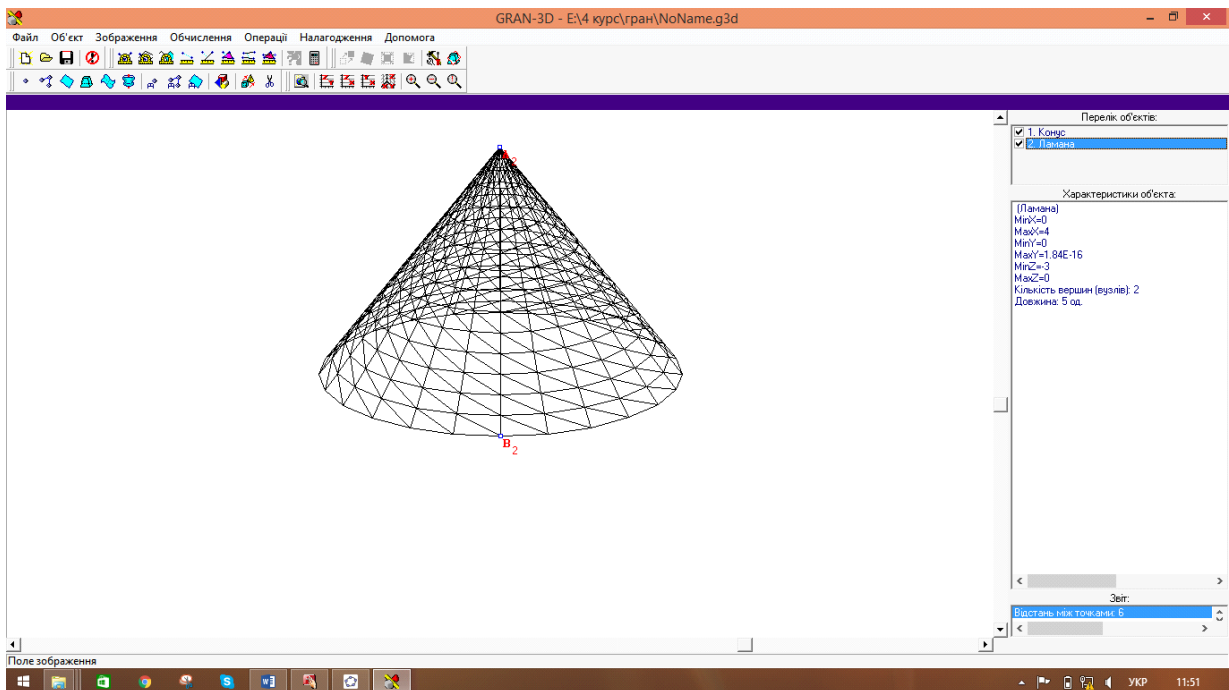 GRAN-3D - E:\4 курс\гран\NoName.g3d
Файл Об'єкт Зображення Обчислення Операції Налагодження Допомога
Перелік об'єктів:
1. Конус
2. Ламана
Характеристики об'єкта:
(Ламана)
MinX=0
MaxX=4
MinY=0
MaxY=1.84E-16
MinZ=-3
MaxZ=0
Кількість вершин (вузлів): 2
Довжина: 5 од.
B2
Звіт:
Відстань між точками: 6
Поле зображення
УКР 11:51